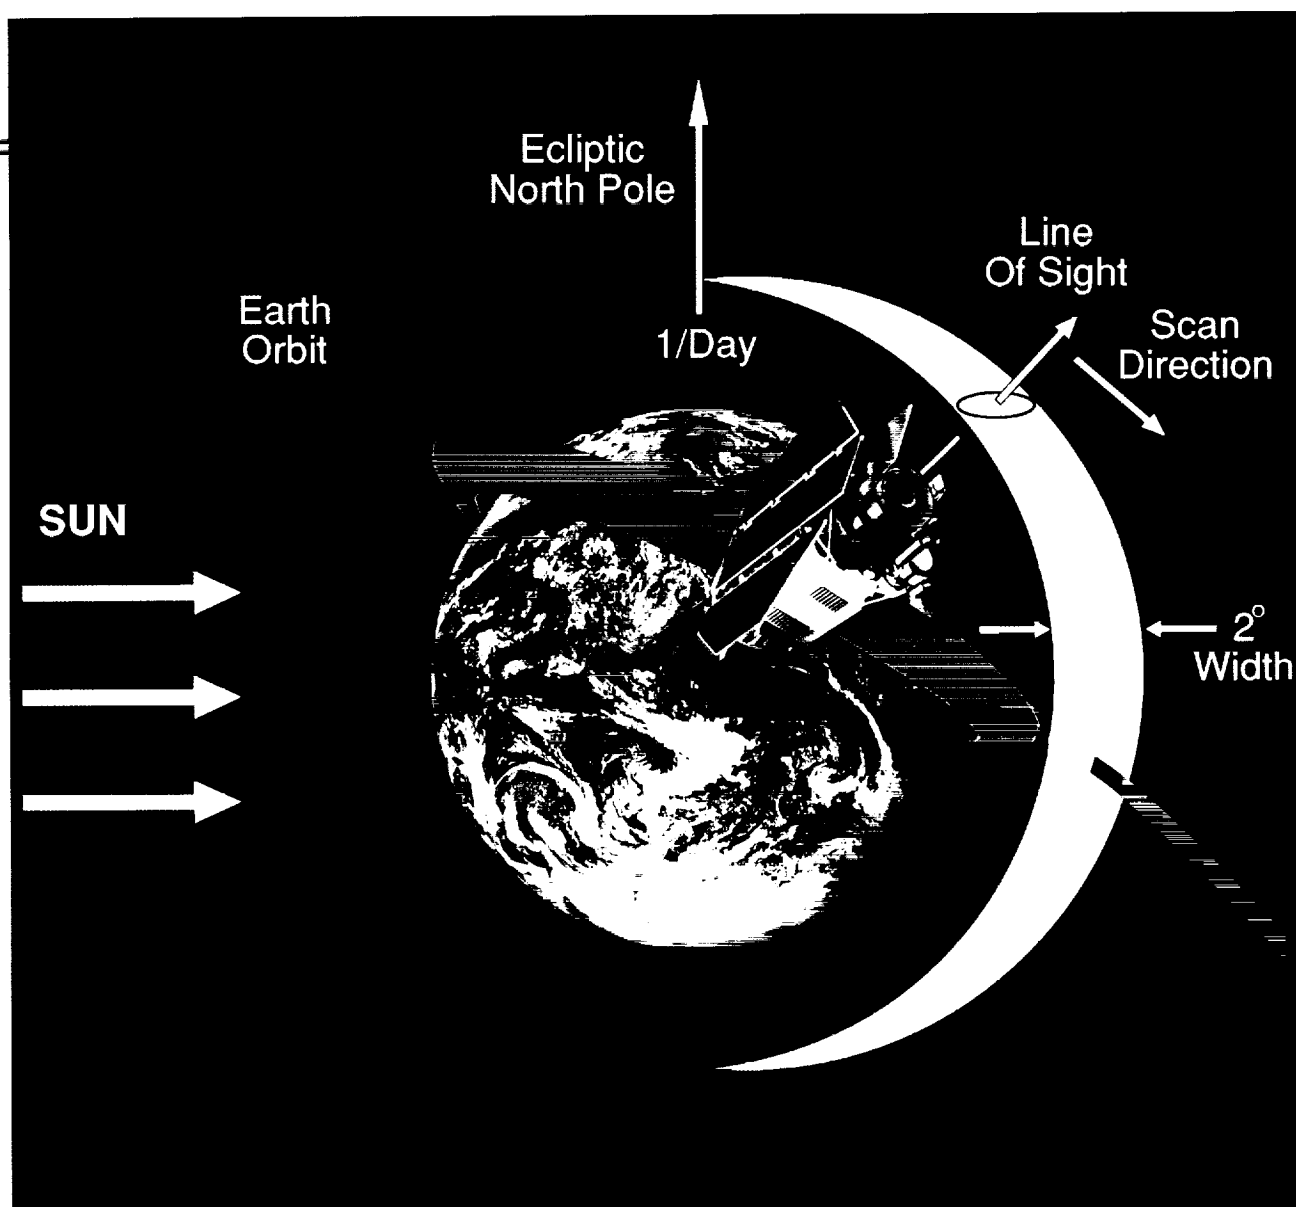 Ecliptic
North Pole
Line
Of Sight
Earth
Orbit
1/Day
Scan
Direction
SUN
2°
Width